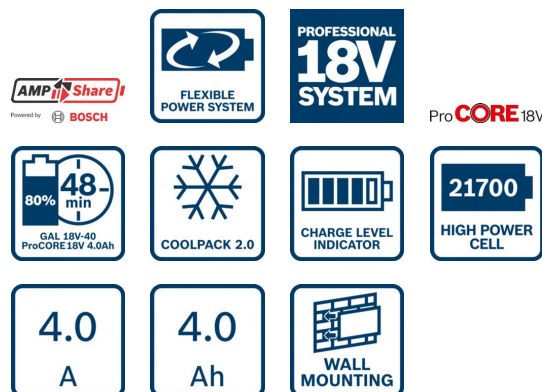 AMP Share
Powered by BOSCH
FLEXIBLE
POWER SYSTEM
PROFESSIONAL
18V
SYSTEM
ProCORE18V
80%
48-
min
GAL 18V-40
ProCORE18V 4.0Ah
COOLPACK 2.0
CHARGE LEVEL
INDICATOR
21700
HIGH POWER
CELL
4.0
A
4.0
Ah
WALL
MOUNTING